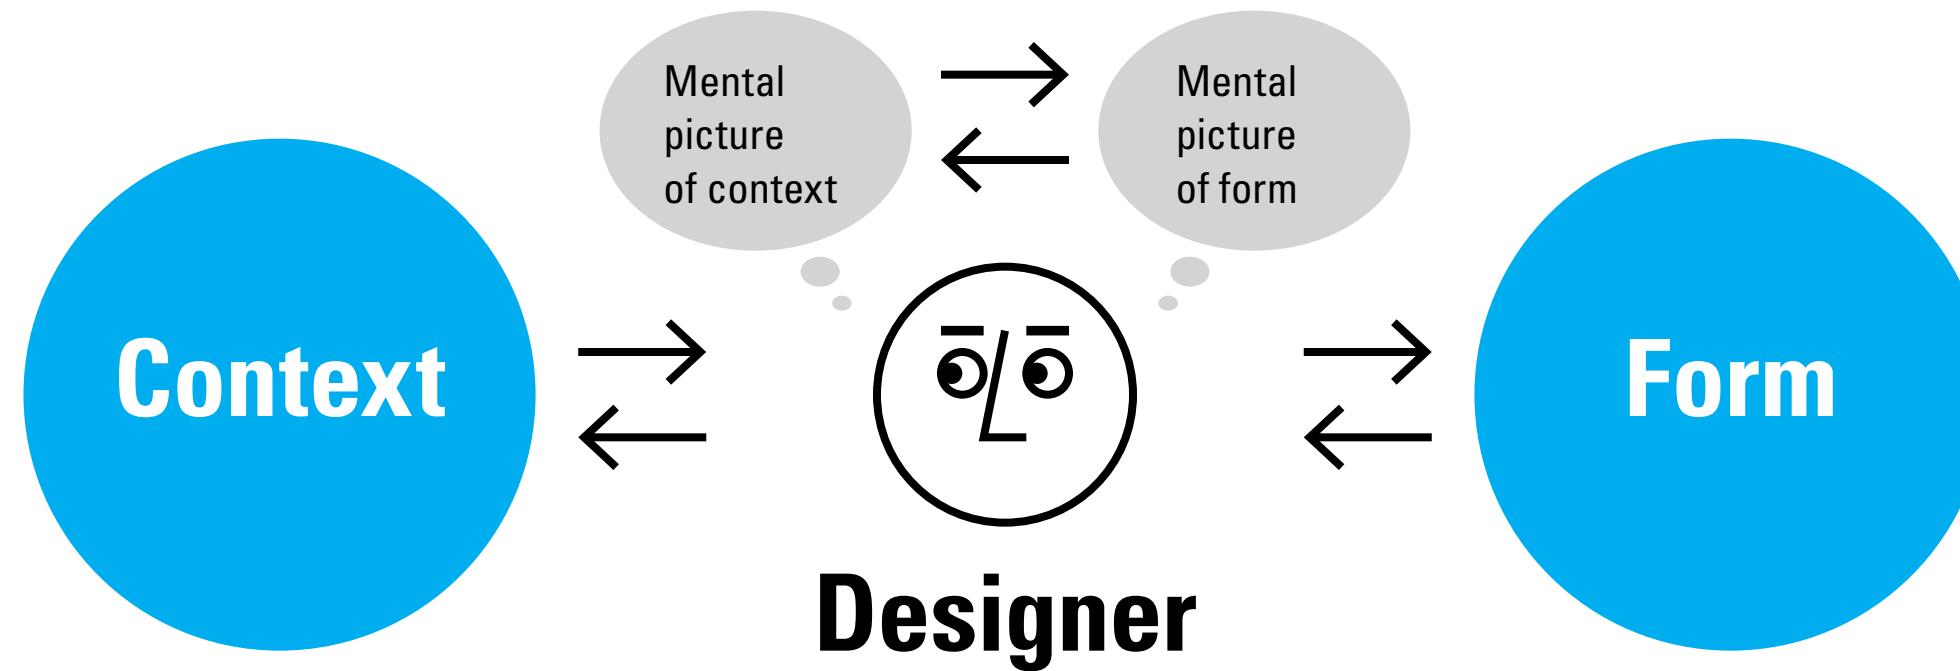 Mental
picture
of context
Mental
picture
of form
Context
Form
Designer